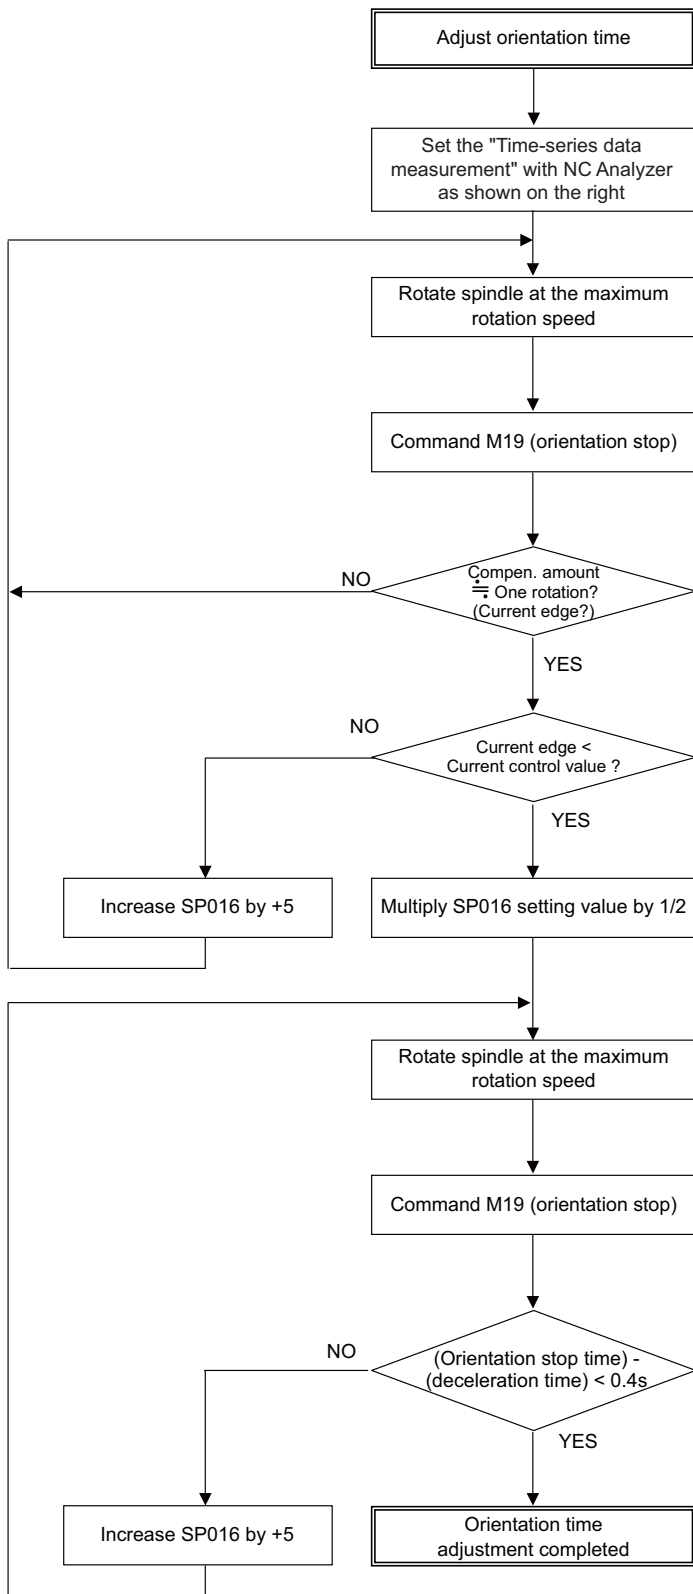 Adjust orientation time
Set the "Time-series data
measurement" with NC Analyzer
as shown on the right
Rotate spindle at the maximum
rotation speed
Command M19 (orientation stop)
NO
Compen. amount
≒ One rotation?
(Current edge?)
YES
NO
Current edge <
Current control value ?
YES
Increase SP016 by +5
Multiply SP016 setting value by 1/2
Rotate spindle at the maximum
rotation speed
Command M19 (orientation stop)
NO
(Orientation stop time) -
(deceleration time) < 0.4s
YES
Increase SP016 by +5
Orientation time
adjustment completed